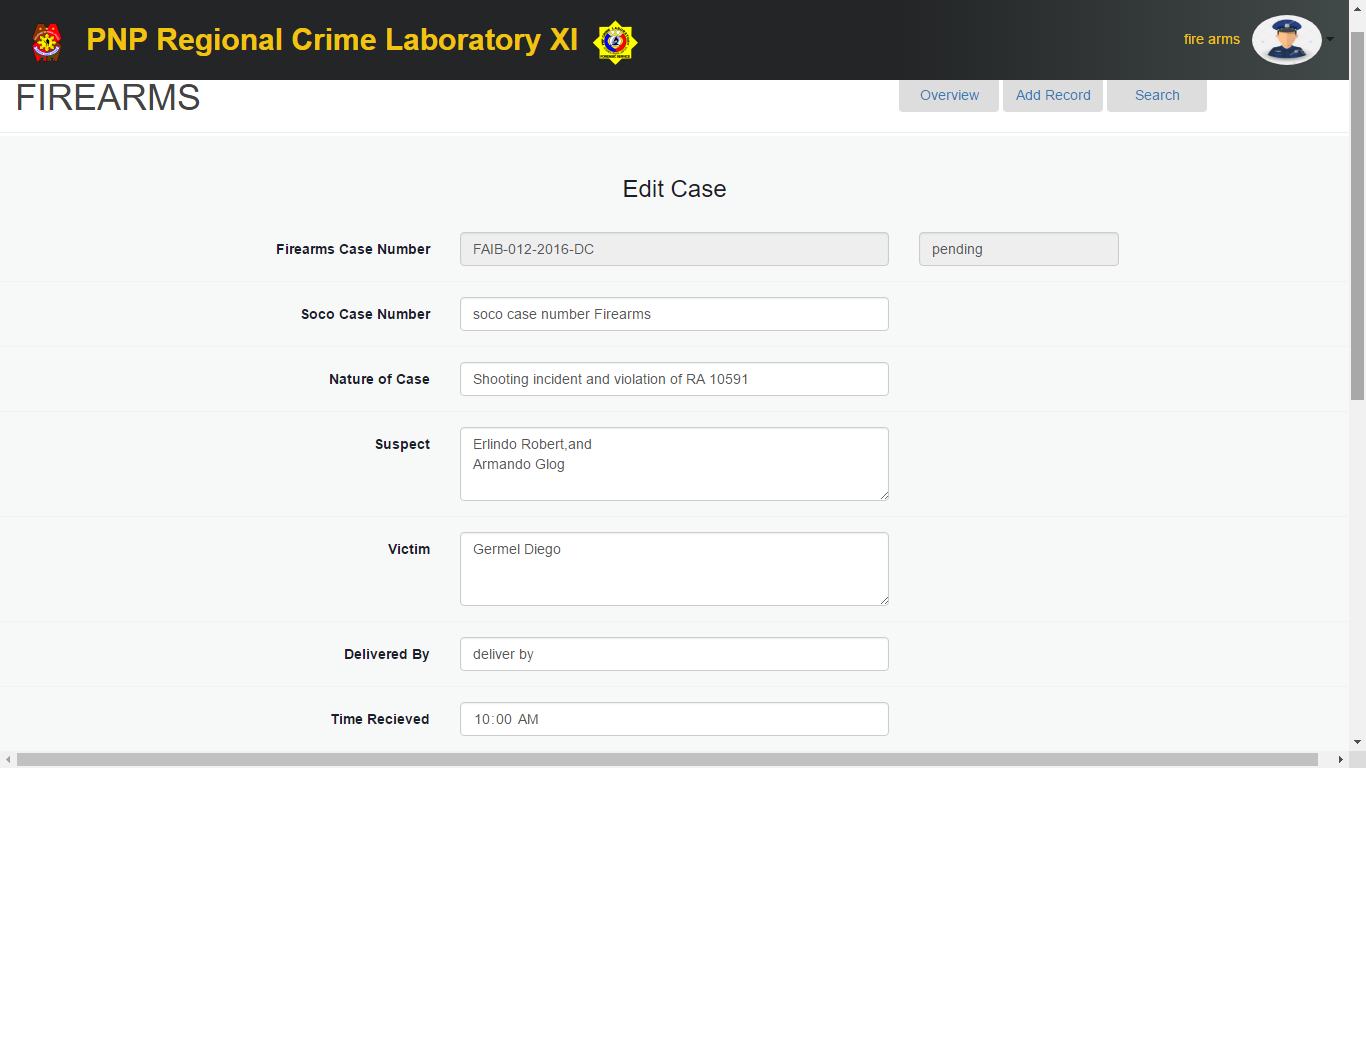 PNP Regional Crime Laboratory XI
fire arms
FIREARMS
Overview
Add Record
Search
Edit Case
Firearms Case Number
FAIB-012-2016-DC
pending
Soco Case Number
soco case number Firearms
Nature of Case
Shooting incident and violation of RA 10591
Suspect
Erlindo Robert,and
Armando Glog
Victim
Germel Diego
Delivered By
deliver by
Time Recieved
10:00 AM